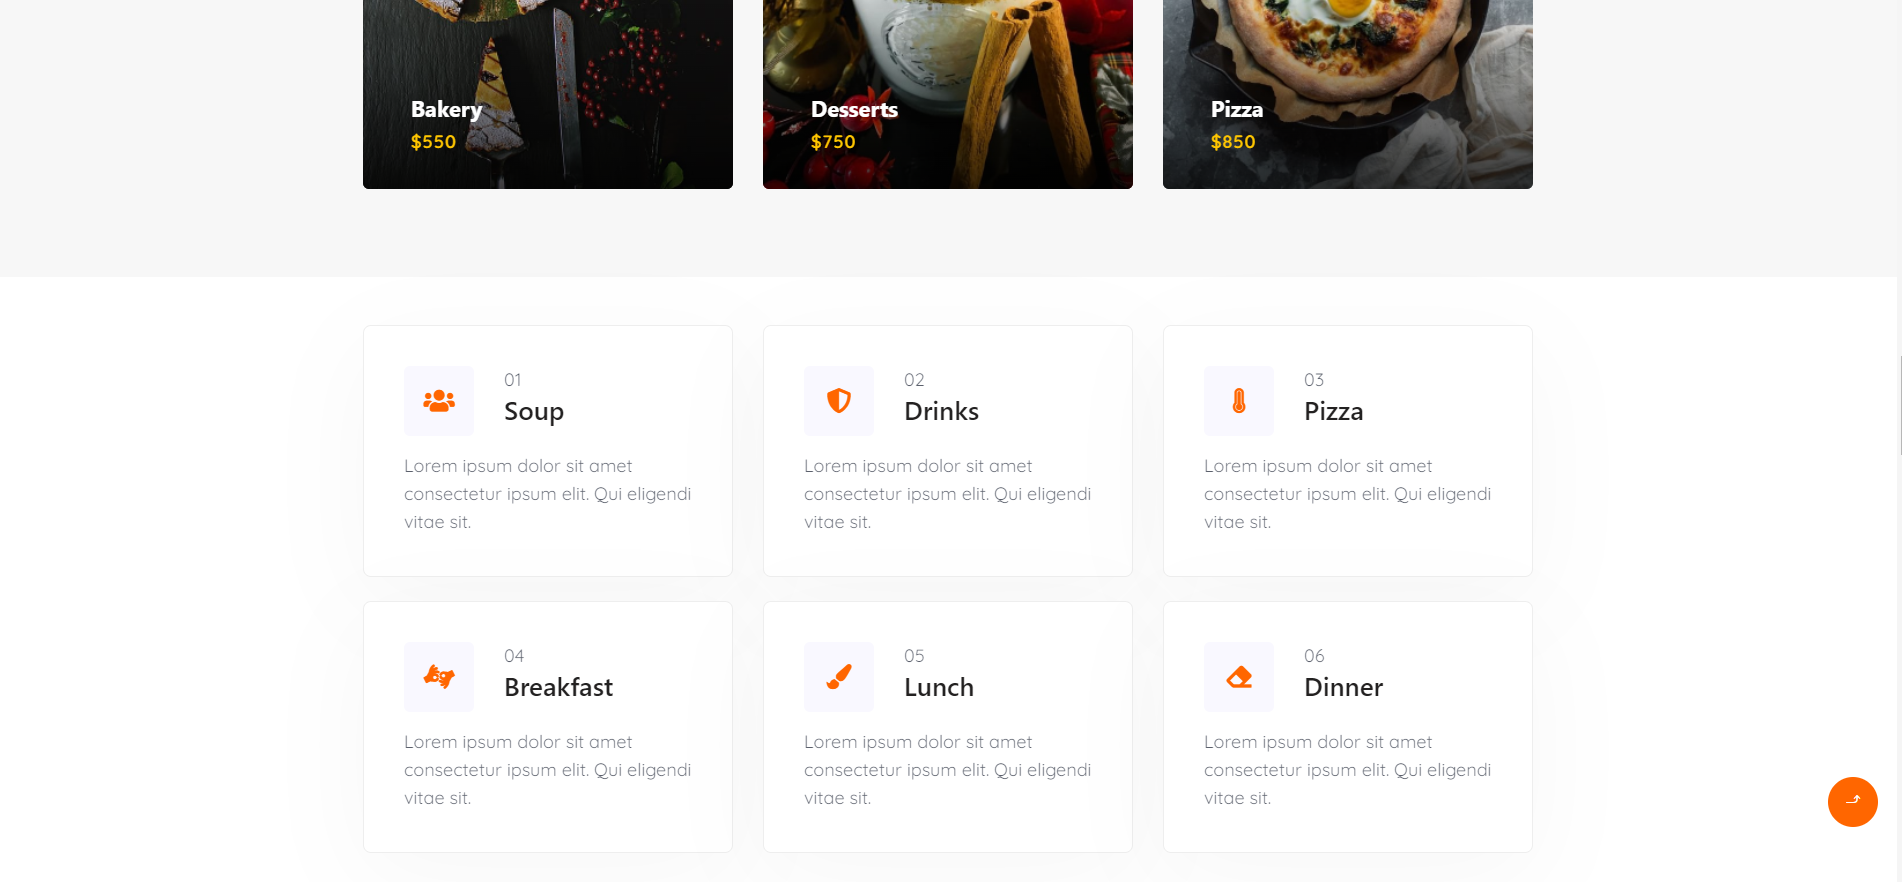 Bakery
$550
Desserts
$750
Pizza
$850
01
Soup
Lorem ipsum dolor sit amet
consectetur ipsum elit. Qui eligendi
vitae sit.
02
Drinks
Lorem ipsum dolor sit amet
consectetur ipsum elit. Qui eligendi
vitae sit.
03
Pizza
Lorem ipsum dolor sit amet
consectetur ipsum elit. Qui eligendi
vitae sit.
04
Breakfast
Lorem ipsum dolor sit amet
consectetur ipsum elit. Qui eligendi
vitae sit.
05
Lunch
Lorem ipsum dolor sit amet
consectetur ipsum elit. Qui eligendi
vitae sit.
06
Dinner
Lorem ipsum dolor sit amet
consectetur ipsum elit. Qui eligendi
vitae sit.